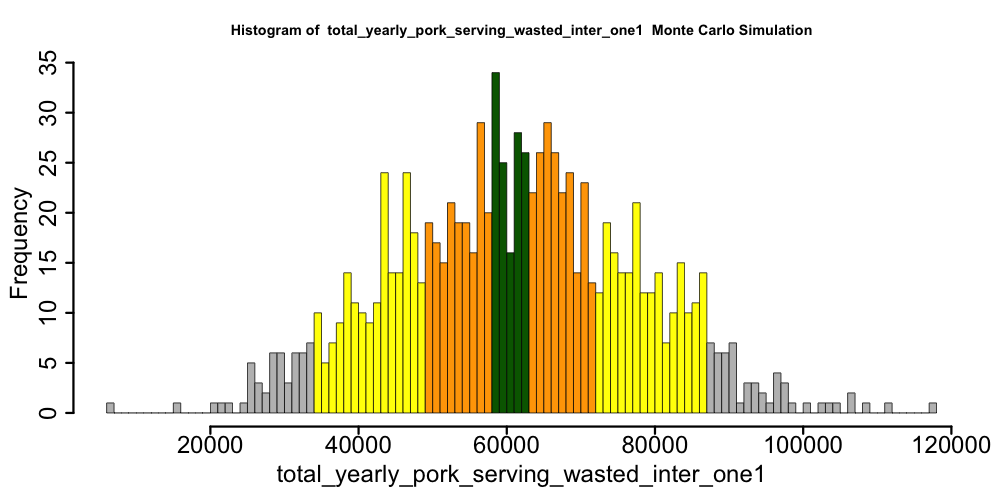 Histogram of  total_yearly_pork_serving_wasted_inter_one1  Monte Carlo Simulation
35
30
25
20
15
10
5
0
Frequency
20000 40000 60000 80000 100000 120000
total_yearly_pork_serving_wasted_inter_one1